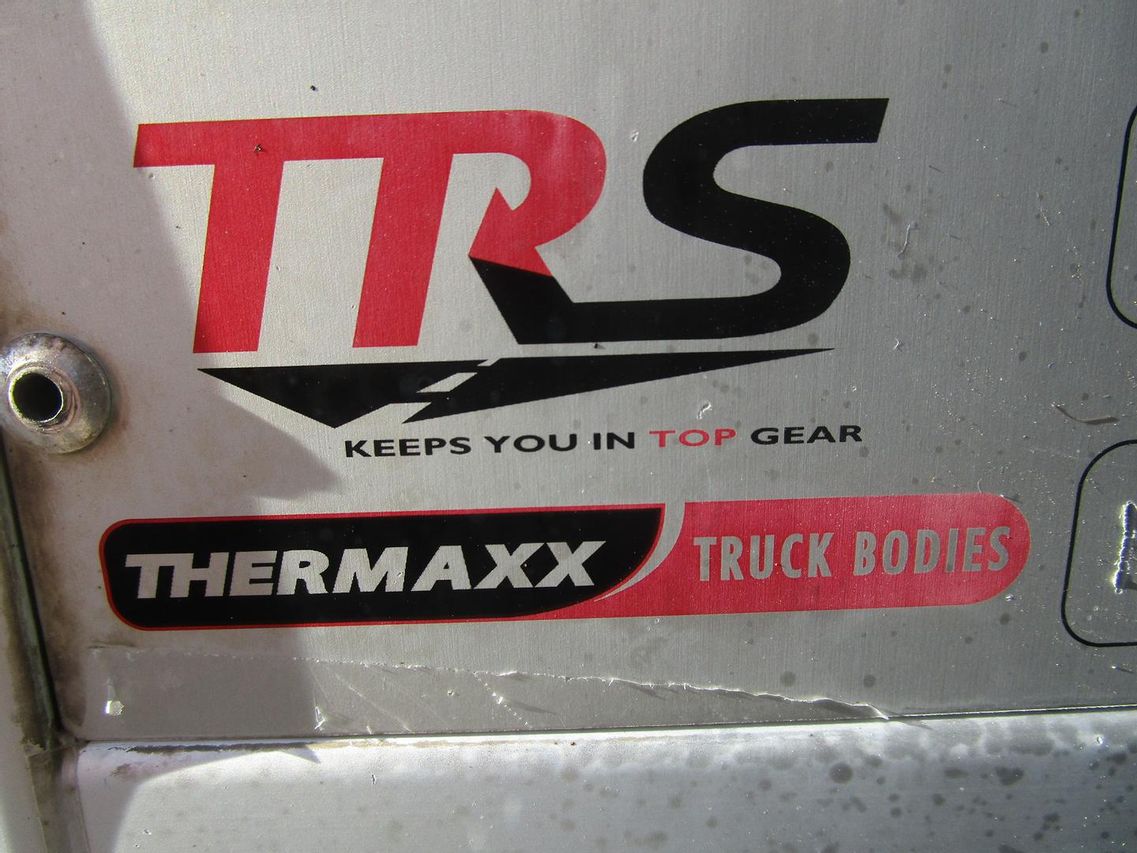 TRS
KEEPS YOU IN TOP GEAR
THERMAXX TRUCK BODIES